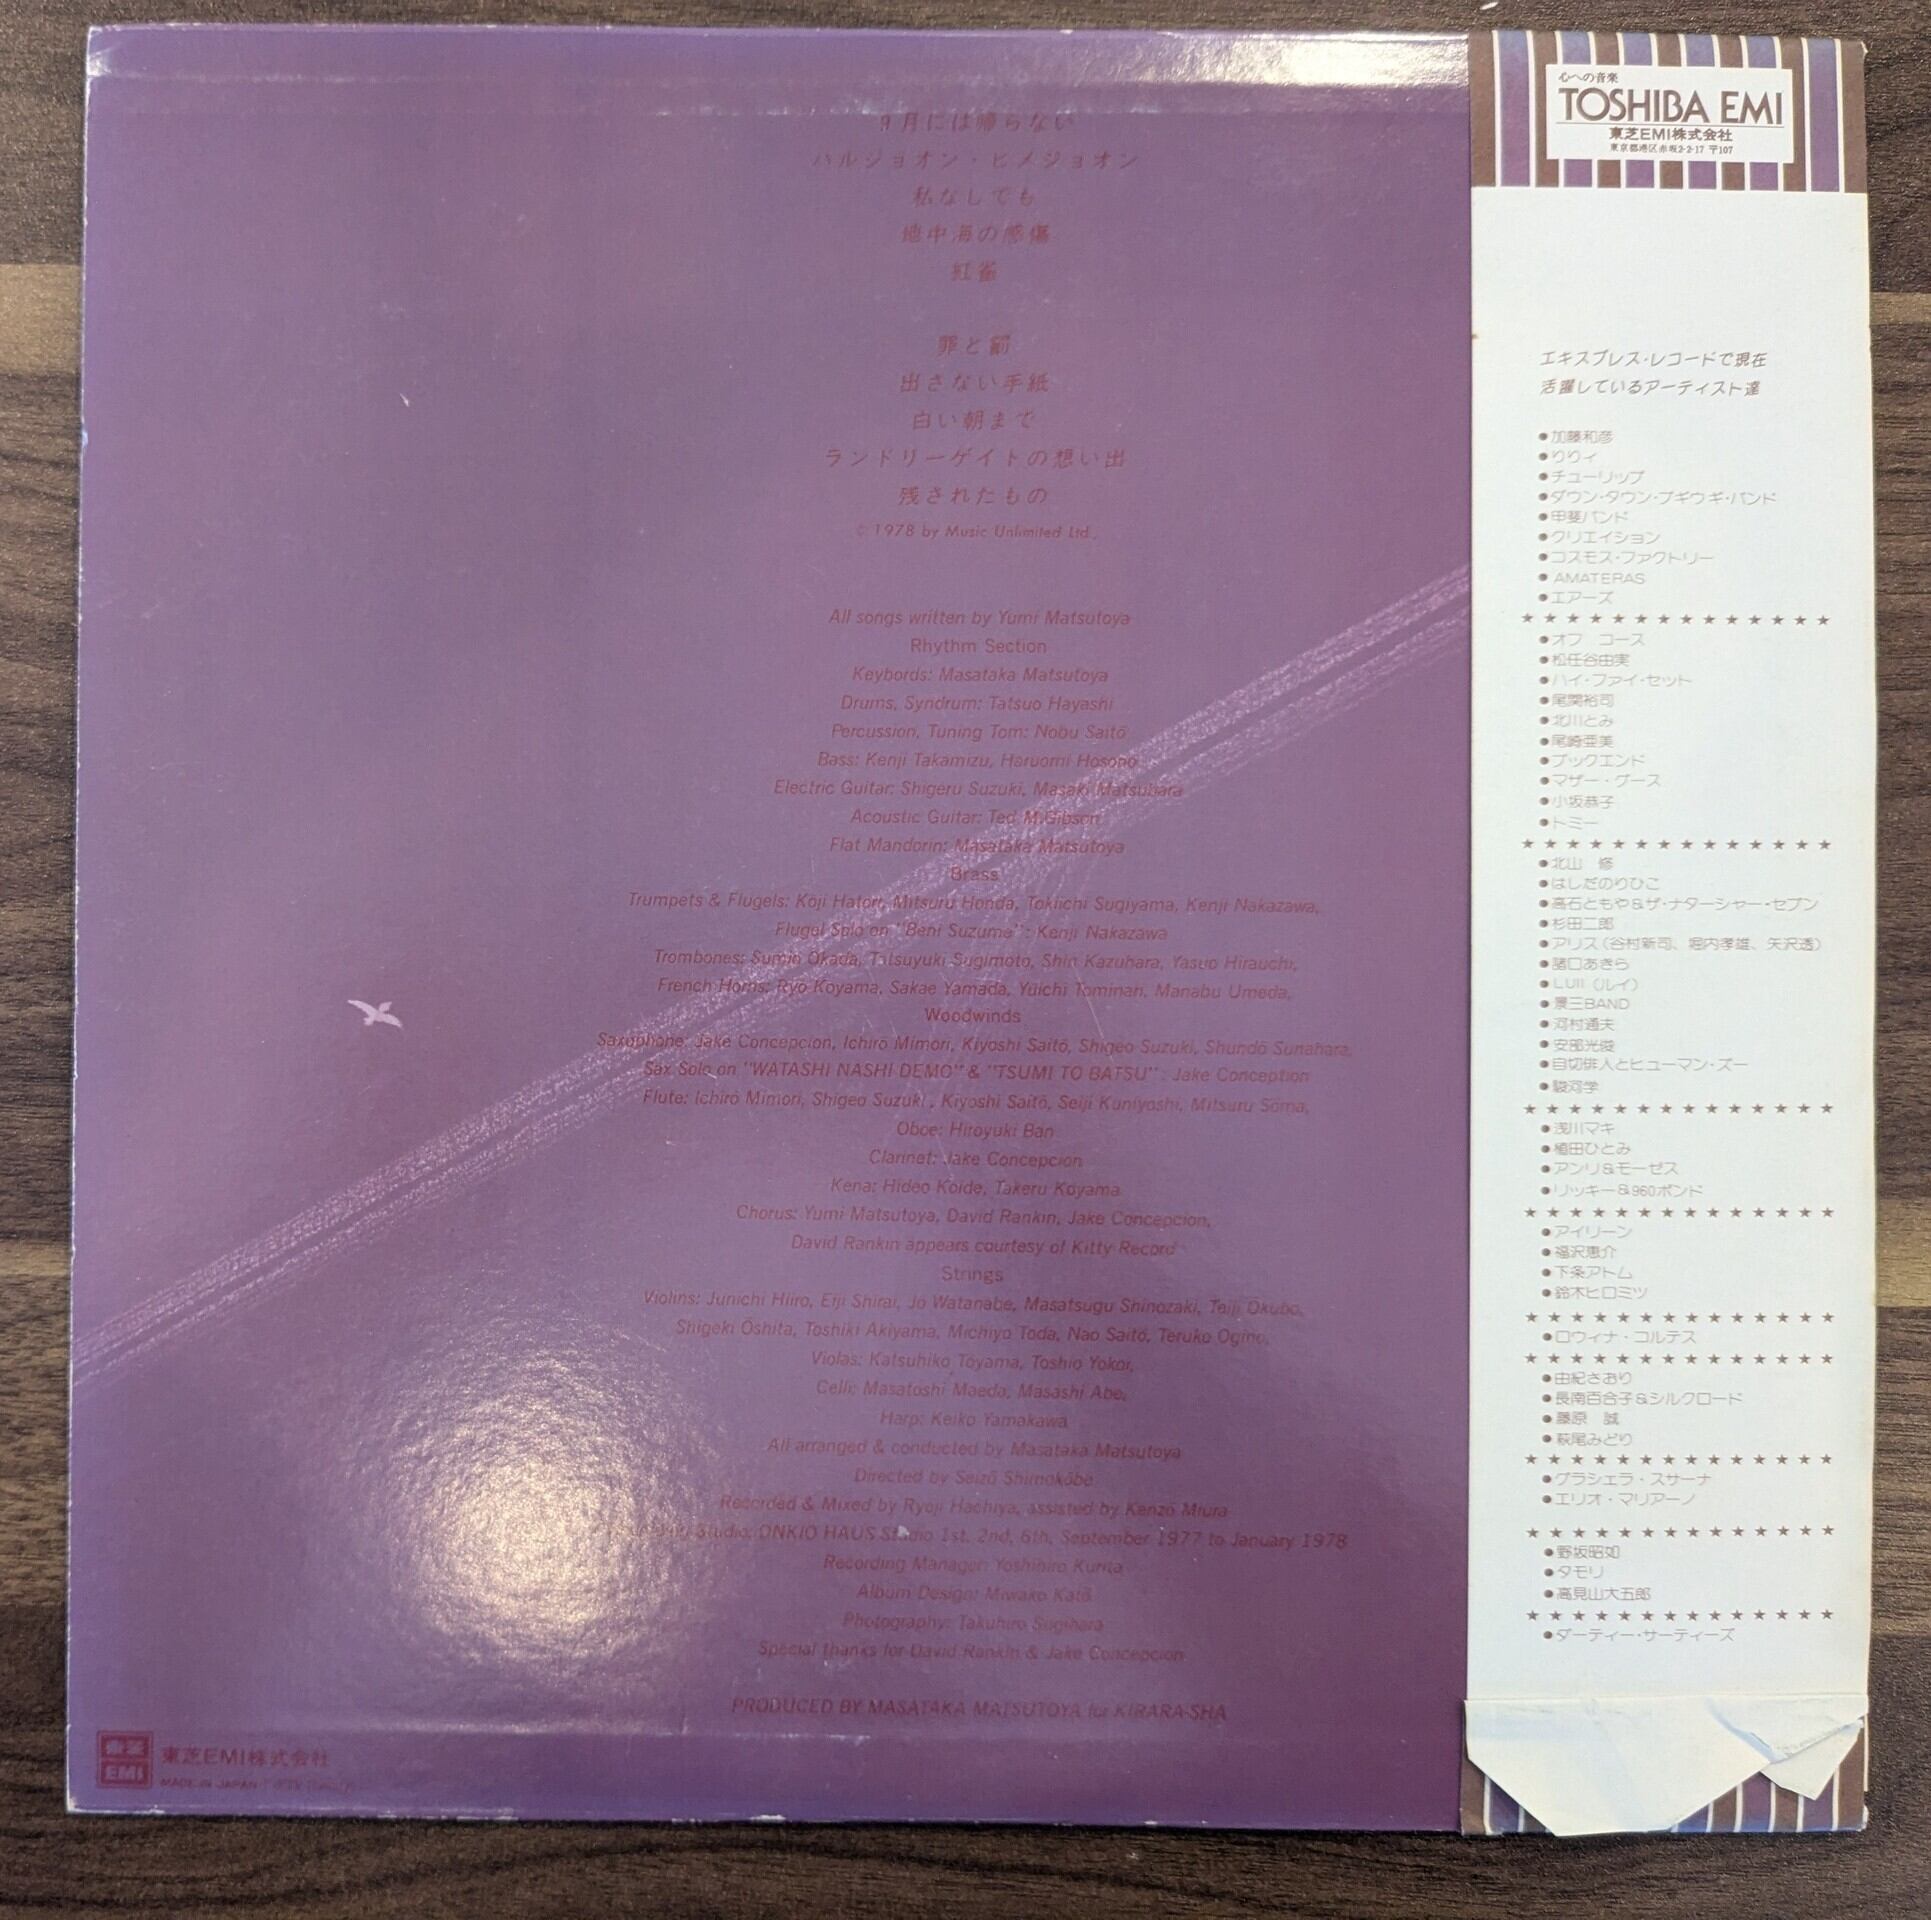 9月には帰らない
ハルジョオン・ヒメジョオン
私なしでも
地中海の感傷
紅雀
罪と罰
出さない手紙
白い朝まで
ランドリーゲイトの想い出
残されたもの
© 1978 by Music Unlimited Ltd.,
All songs written by Yumi Matsutoya
Rhythm Section
Keybords: Masataka Matsutoya
Drums, Syndrum: Tatsuo Hayashi
Percussion, Tuning Tom: Nobu Saitō
Bass: Kenji Takamizu, Haruomi Hosono
Electric Guitar: Shigeru Suzuki, Masaki Matsubara
Acoustic Guitar: Ted M.Gibson
Flat Mandorin: Masataka Matsutoya
Brass
Trumpets & Flugels: Koji Hatori, Mitsuru Honda, Tokiichi Sugiyama, Kenji Nakazawa,
Flugel Solo on "Beni Suzume": Kenji Nakazawa
Trombones: Sumio Ōkada, Tatsuyuki Sugimoto, Shin Kazuhara, Yasuo Hirauchi,
French Horns: Ryo Koyama, Sakae Yamada, Yuichi Tominari, Manabu Umeda,
Woodwinds
Saxophone: Jake Concepcion, Ichirō Mimori, Kiyoshi Saitō, Shigeo Suzuki, Shundō Sunahara,
Sax Solo on "WATASHI NASHI DEMO" & "TSUMI TO BATSU": Jake Conception
Flute: Ichirō Mimori, Shigeo Suzuki, Kiyoshi Saitō, Seiji Kuniyoshi, Mitsuru Sōma,
Oboe: Hiroyuki Ban
Clarinet: Jake Concepcion
Kena: Hideo Koide, Takeru Koyama
Chorus: Yumi Matsutoya, David Rankin, Jake Concepcion,
David Rankin appears courtesy of Kitty Record
Strings
Violins: Junichi Hiiro, Eiji Shirai, Jo Watanabe, Masatsugu Shinozaki, Teiji Ōkubo,
Shigeki Ōshita, Toshiki Akiyama, Michiyo Toda, Nao Saitō, Teruko Ogino,
Violas: Katsuhiko Tōyama, Toshio Yokoi,
Celli: Masatoshi Maeda, Masashi Abe,
Harp: Keiko Yamakawa
All arranged & conducted by Masataka Matsutoya
Directed by Seizō Shimokōbe
Recorded & Mixed by Ryoji Hachiya, assisted by Kenzō Miura
Studio: ONKIO HAUS Studio 1st, 2nd, 6th, September 1977 to January 1978
Recording Manager: Yoshihiro Kunita
Album Design: Miwako Katō
Photography: Takuhiro Sugihara
Special thanks for David Rankin & Jake Concepcion
PRODUCED BY MASATAKA MATSUTOYA for KIRARA-SHA
東芝
EMI
東芝EMI株式会社
MADE IN JAPAN
心への音楽
TOSHIBA EMI
東芝EMI株式会社
東京都港区赤坂2-2-17 〒107
エキスプレス・レコードで現在
活躍しているアーティスト達
●加藤和彦
●りりィ
●チューリップ
●ダウン・タウン・ブギウギ・バンド
●甲斐バンド
●クリエイション
●コスモス・ファクトリー
●AMATERAS
●エアーズ
★★★★★★★★★★★★★★
●オフ コース
●松任谷由実
●ハイ・ファイ・セット
●尾関裕司
●北川とみ
●尾崎亜美
●ブックエンド
●マザー・グース
●小坂恭子
●トミー
★★★★★★★★★★★★★★
●北山 修
●はしだのりひこ
●高石ともや&ザ・ナターシャー・セブン
●杉田二郎
●アリス(谷村新司、堀内孝雄、矢沢透)
●諸口あきら
●LUII(ルイ)
●景三BAND
●河村通夫
●安部光俊
●自切俳人とヒューマン・ズー
●駿河学
★★★★★★★★★★★★★★
●浅川マキ
●植田ひとみ
●アンリ&モーゼス
●リッキー&960ポンド
★★★★★★★★★★★★★★
●アイリーン
●福沢恵介
●下条アトム
●鈴木ヒロミツ
★★★★★★★★★★★★★★
●ロウィナ・コルテス
★★★★★★★★★★★★★★
●由紀さおり
●長南百合子&シルクロード
●藤原 誠
●萩尾みどり
★★★★★★★★★★★★★★
●グラシェラ・スサーナ
●エリオ・マリアーノ
★★★★★★★★★★★★★★
●野坂昭如
●タモリ
●高見山大五郎
★★★★★★★★★★★★★★
●ダーティー・サーティーズ